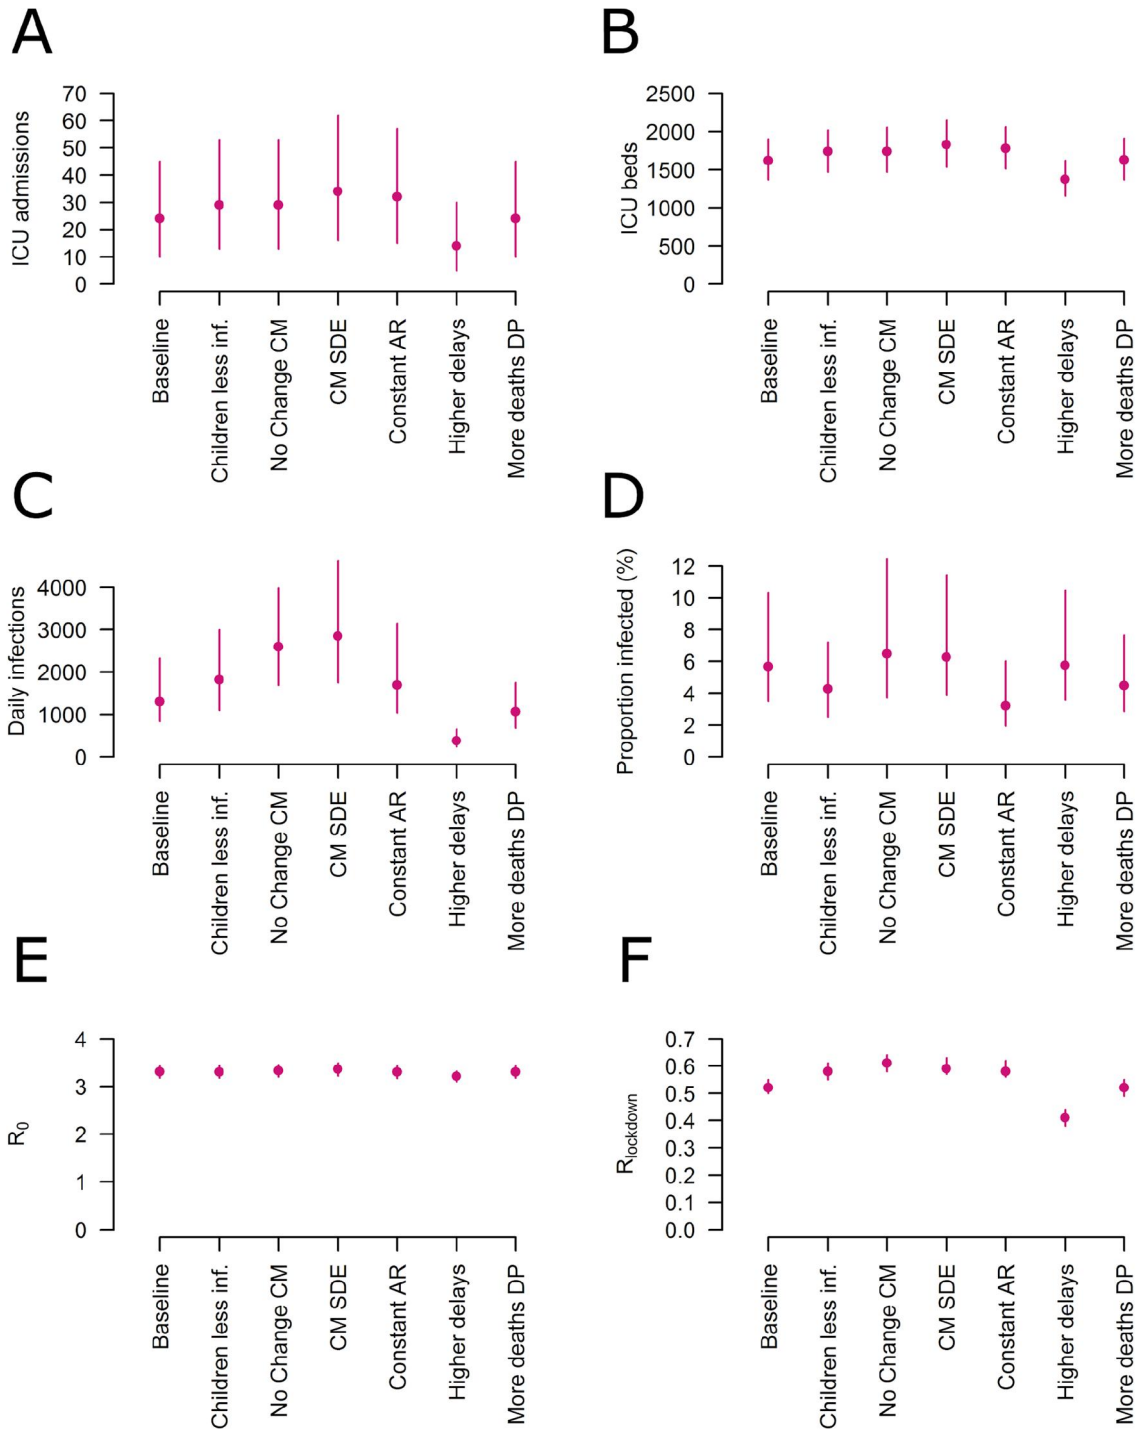 A
ICU admissions
70
60
50
40
30
20
10
0
Baseline
Children less inf.
No Change CM
CM SDE
Constant AR
Higher delays
More deaths DP
B
ICU beds
2500
2000
1500
1000
500
0
Baseline
Children less inf.
No Change CM
CM SDE
Constant AR
Higher delays
More deaths DP
C
Daily infections
4000
3000
2000
1000
0
Baseline
Children less inf.
No Change CM
CM SDE
Constant AR
Higher delays
More deaths DP
D
Proportion infected (%)
12
10
8
6
4
2
0
Baseline
Children less inf.
No Change CM
CM SDE
Constant AR
Higher delays
More deaths DP
E
R0
4
3
2
1
0
Baseline
Children less inf.
No Change CM
CM SDE
Constant AR
Higher delays
More deaths DP
F
Rlockdown
0.7
0.6
0.5
0.4
0.3
0.2
0.1
0.0
Baseline
Children less inf.
No Change CM
CM SDE
Constant AR
Higher delays
More deaths DP